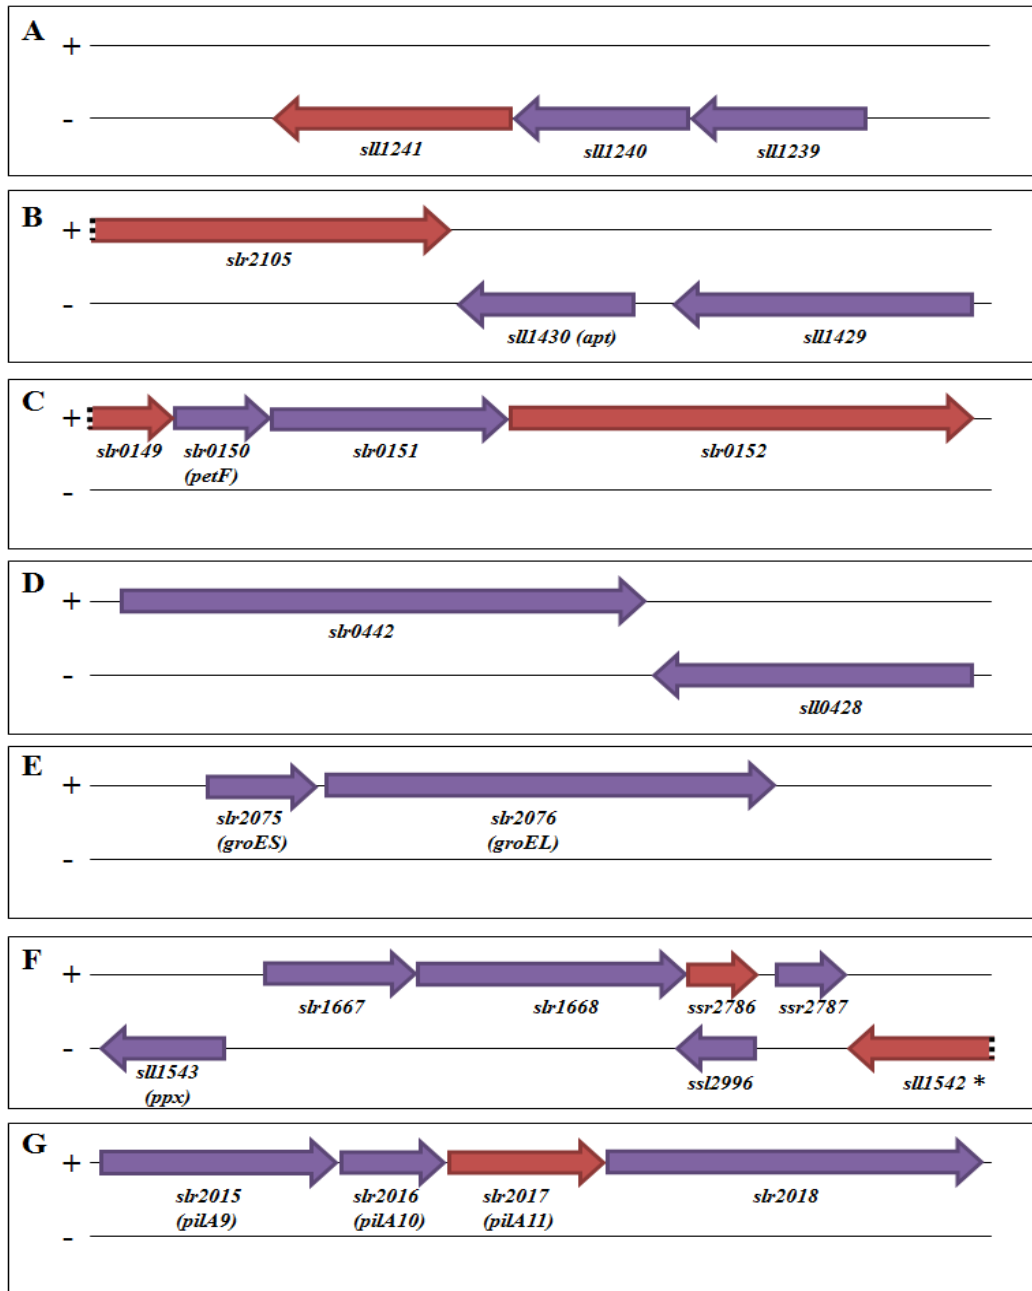 A
+
-
sll1241 sll1240 sll1239
B
+
slr2105
-
sll1430 (apt) sll1429
C
+
slr0149 slr0150 slr0151 slr0152
(petF)
-
D
+
slr0442
-
sll0428
E
+
slr2075 slr2076
(groES) (groEL)
-
F
+
slr1667 slr1668 ssr2786 ssr2787
-
sll1543 ssl2996 sll1542 *
(ppx)
G
+
slr2015 slr2016 slr2017 slr2018
(pilA9) (pilA10) (pilA11)
-